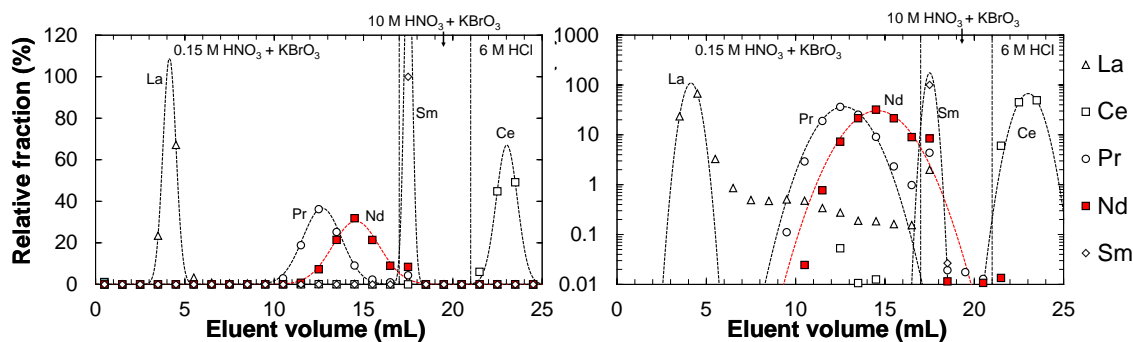 10 M HNO3 + KBrO3
0.15 M HNO3 + KBrO3
6 M HCl
La
Pr
Nd
Sm
Ce
Relative fraction (%)
120
100
80
60
40
20
0
0 5 10 15 20 25
Eluent volume (mL)
10 M HNO3 + KBrO3
0.15 M HNO3 + KBrO3
6 M HCl
La
Pr
Nd
Sm
Ce
1000
100
10
1
0.1
0.01
0 5 10 15 20 25
Eluent volume (mL)
La
Ce
Pr
Nd
Sm